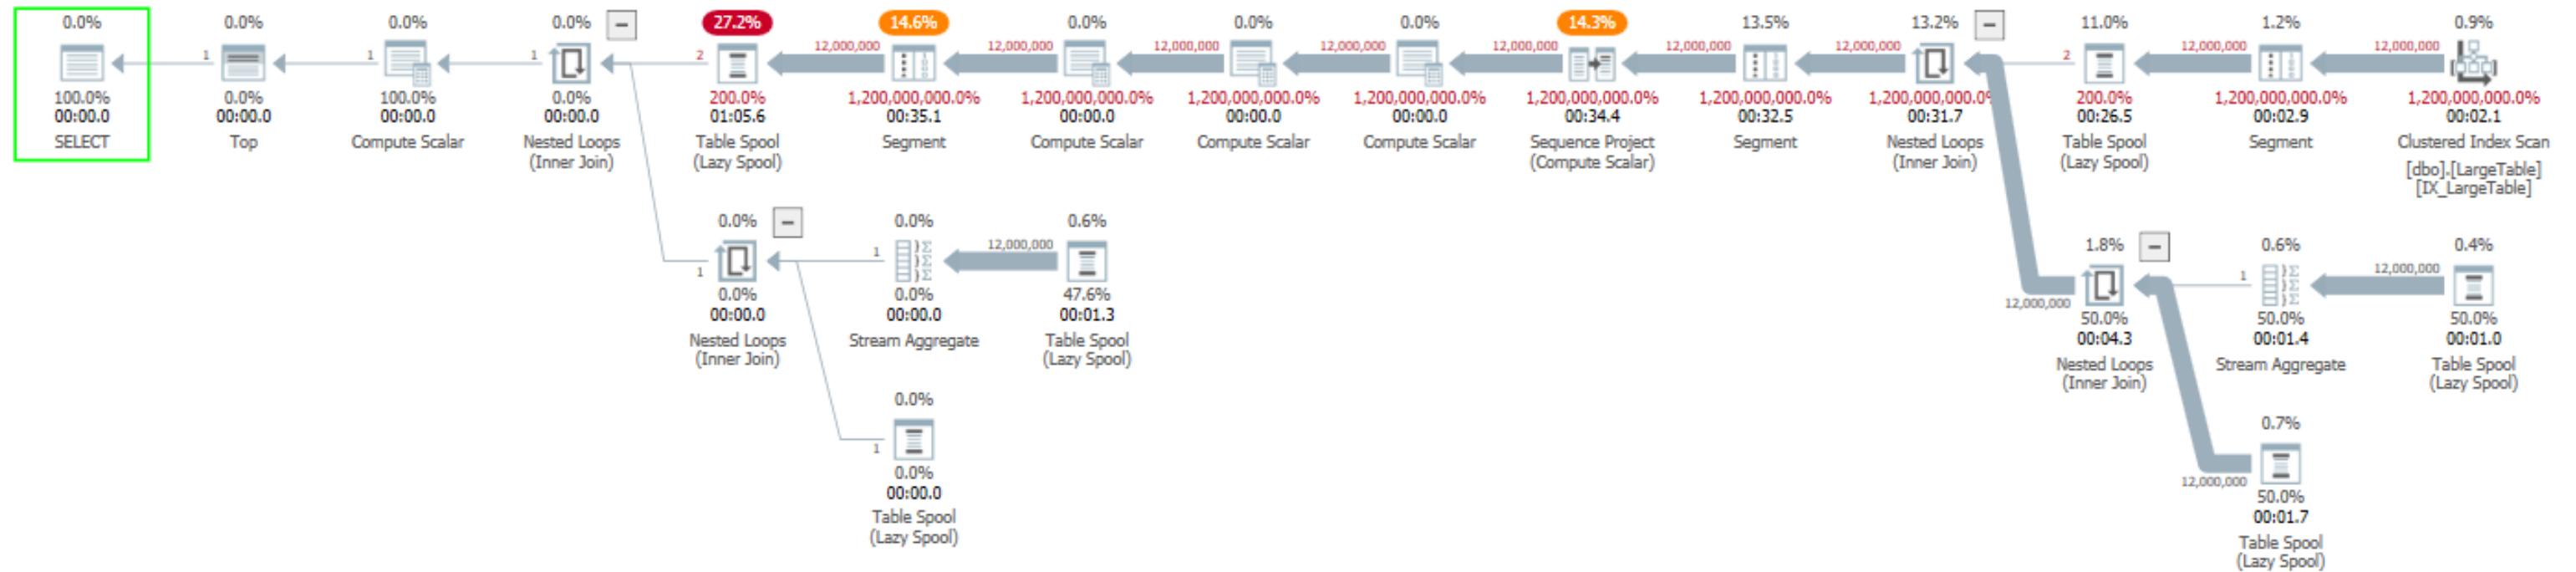 0.0%
100.0%
00:00.0
SELECT
0.0%
1
0.0%
00:00.0
Top
0.0%
1
100.0%
00:00.0
Compute Scalar
0.0%
1
0.0%
00:00.0
Nested Loops
(Inner Join)
27.2%
2
200.0%
01:05.6
Table Spool
(Lazy Spool)
14.6%
12,000,000
1,200,000,000.0%
00:35.1
Segment
0.0%
12,000,000
1,200,000,000.0%
00:00.0
Compute Scalar
0.0%
12,000,000
1,200,000,000.0%
00:00.0
Compute Scalar
0.0%
12,000,000
1,200,000,000.0%
00:00.0
Compute Scalar
14.3%
12,000,000
1,200,000,000.0%
00:34.4
Sequence Project
(Compute Scalar)
13.5%
12,000,000
1,200,000,000.0%
00:32.5
Segment
13.2%
12,000,000
1,200,000,000.0%
00:31.7
Nested Loops
(Inner Join)
11.0%
2
200.0%
00:26.5
Table Spool
(Lazy Spool)
1.2%
12,000,000
1,200,000,000.0%
00:02.9
Segment
0.9%
12,000,000
1,200,000,000.0%
00:02.1
Clustered Index Scan
[dbo].[LargeTable]
[IX_LargeTable]
0.0%
1
0.0%
00:00.0
Nested Loops
(Inner Join)
0.0%
1
0.0%
00:00.0
Stream Aggregate
0.6%
12,000,000
47.6%
00:01.3
Table Spool
(Lazy Spool)
1.8%
12,000,000
50.0%
00:04.3
Nested Loops
(Inner Join)
0.6%
1
50.0%
00:01.4
Stream Aggregate
0.4%
12,000,000
50.0%
00:01.0
Table Spool
(Lazy Spool)
0.0%
1
0.0%
00:00.0
Table Spool
(Lazy Spool)
0.7%
12,000,000
50.0%
00:01.7
Table Spool
(Lazy Spool)